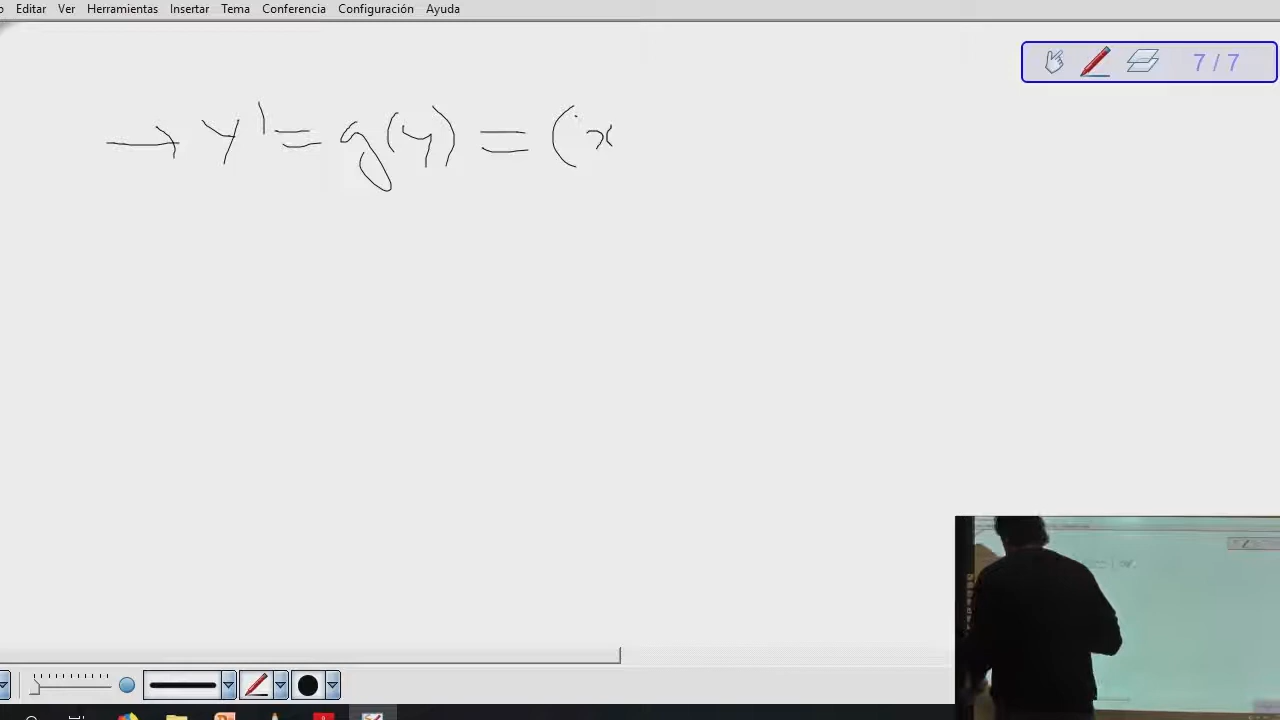 Editar Ver Herramientas Insertar Tema Conferencia Configuración Ayuda
7 / 7
→ y' = g(y) = (x